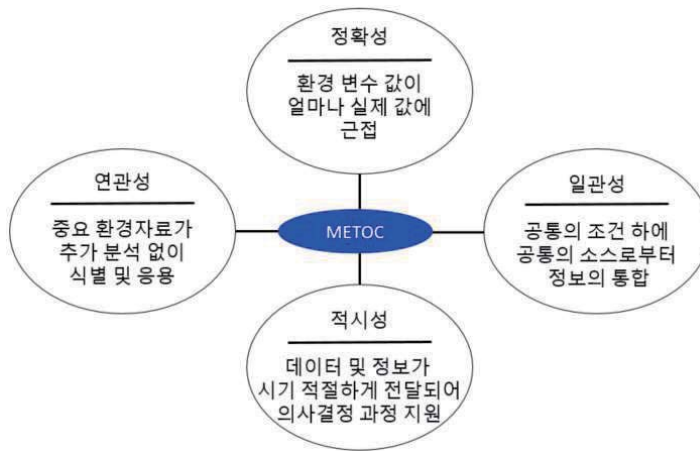 정확성
환경 변수 값이
얼마나 실제 값에
근접
연관성
중요 환경자료가
추가 분석 없이
식별 및 응용
METOC
일관성
공통의 조건 하에
공통의 소스로부터
정보의 통합
적시성
데이터 및 정보가
시기 적절하게 전달되어
의사결정 과정 지원